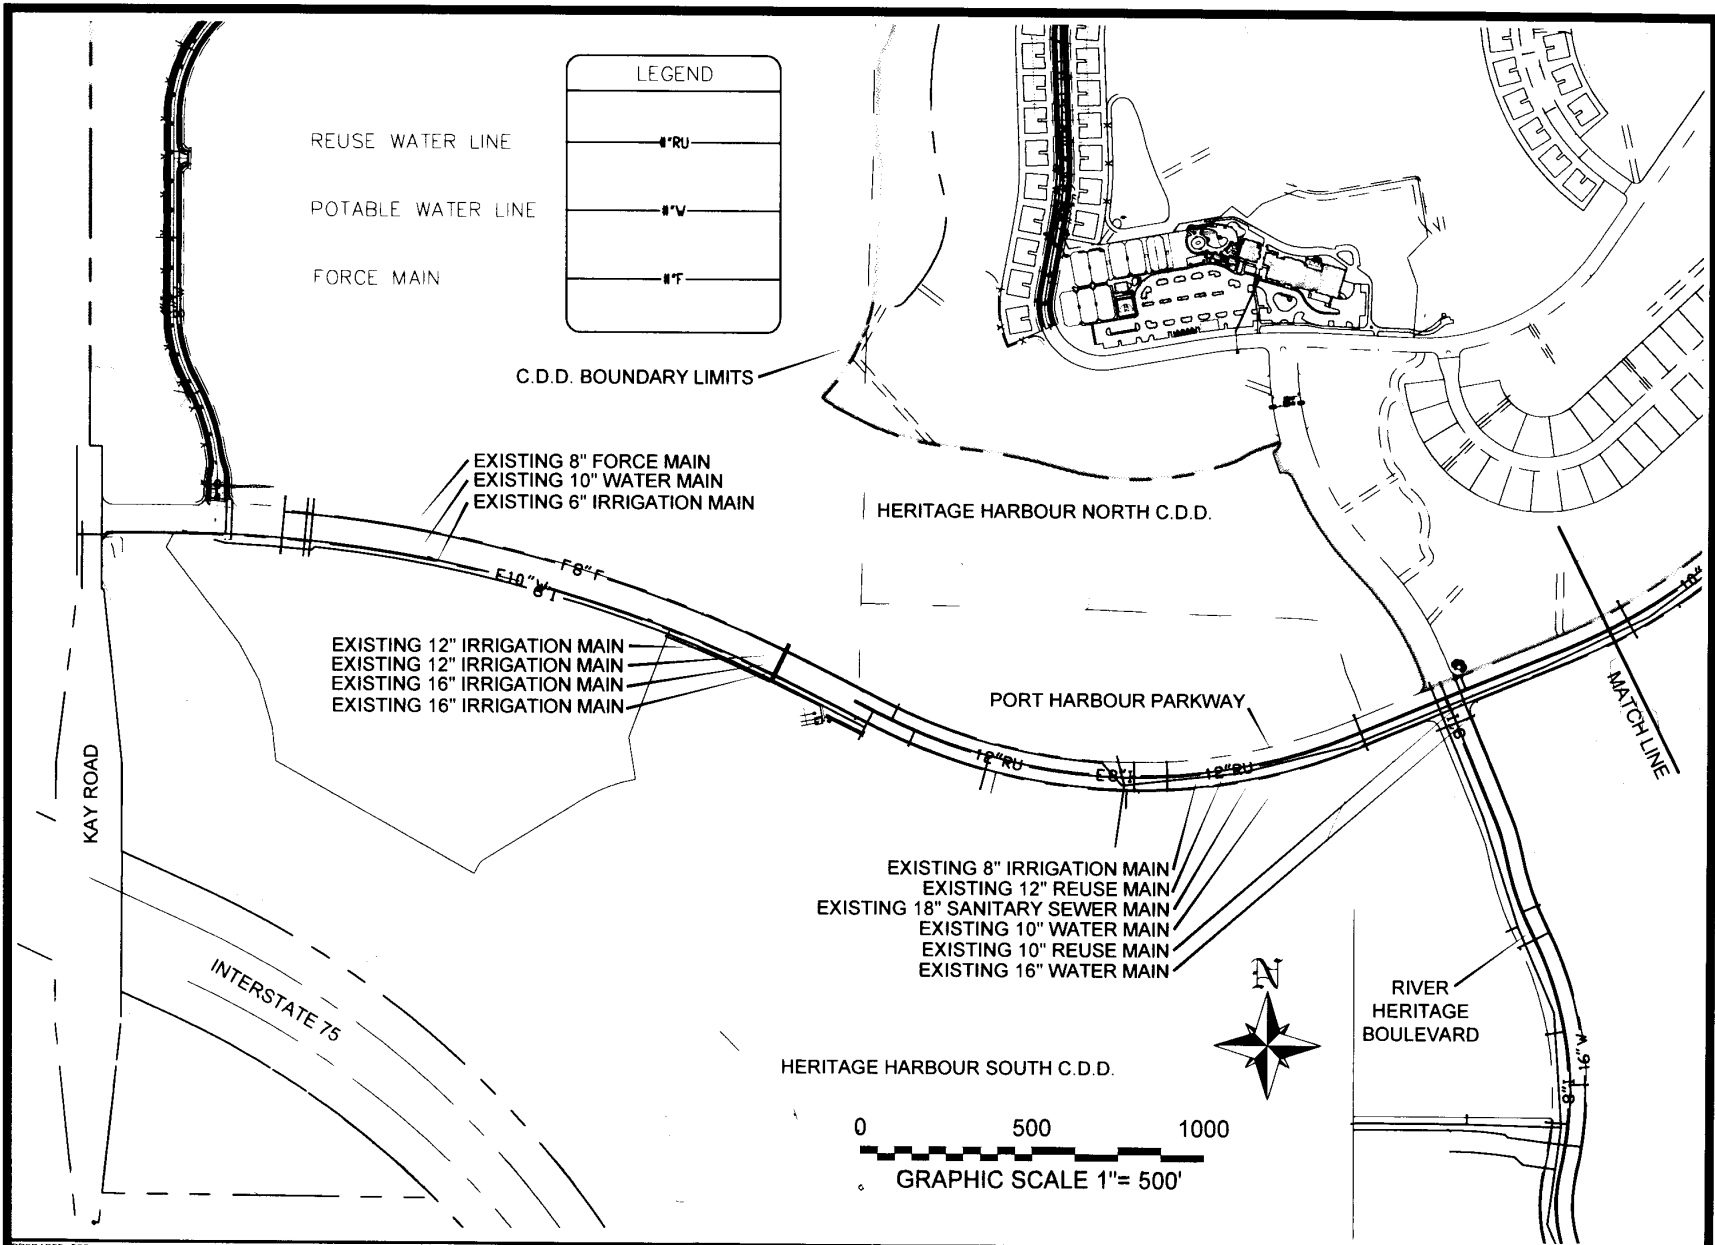 LEGEND
REUSE WATER LINE
#"RU
POTABLE WATER LINE
#"W
FORCE MAIN
#"F
C.D.D. BOUNDARY LIMITS
EXISTING 8" FORCE MAIN
EXISTING 10" WATER MAIN
EXISTING 6" IRRIGATION MAIN
HERITAGE HARBOUR NORTH C.D.D.
F 8" F
E10"W
EXISTING 12" IRRIGATION MAIN
EXISTING 12" IRRIGATION MAIN
EXISTING 16" IRRIGATION MAIN
EXISTING 16" IRRIGATION MAIN
PORT HARBOUR PARKWAY
MATCH LINE
10"
12"RU
E 8"I
12"RU
KAY ROAD
EXISTING 8" IRRIGATION MAIN
EXISTING 12" REUSE MAIN
EXISTING 18" SANITARY SEWER MAIN
EXISTING 10" WATER MAIN
EXISTING 10" REUSE MAIN
EXISTING 16" WATER MAIN
INTERSTATE 75
N
RIVER
HERITAGE
BOULEVARD
16"W
8"I
HERITAGE HARBOUR SOUTH C.D.D.
0 500 1000
GRAPHIC SCALE 1"= 500'